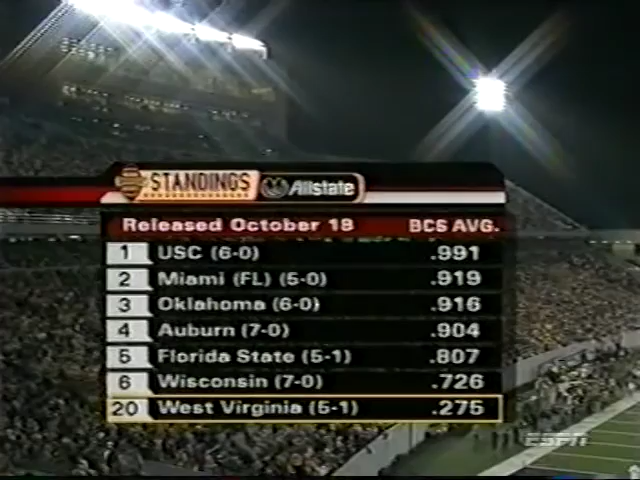 STANDINGS Allstate
Released October 18 BCS AVG.
1 USC (6-0) .991
2 Miami (FL) (5-0) .919
3 Oklahoma (6-0) .916
4 Auburn (7-0) .904
5 Florida State (5-1) .807
6 Wisconsin (7-0) .726
20 West Virginia (5-1) .275
ESPN